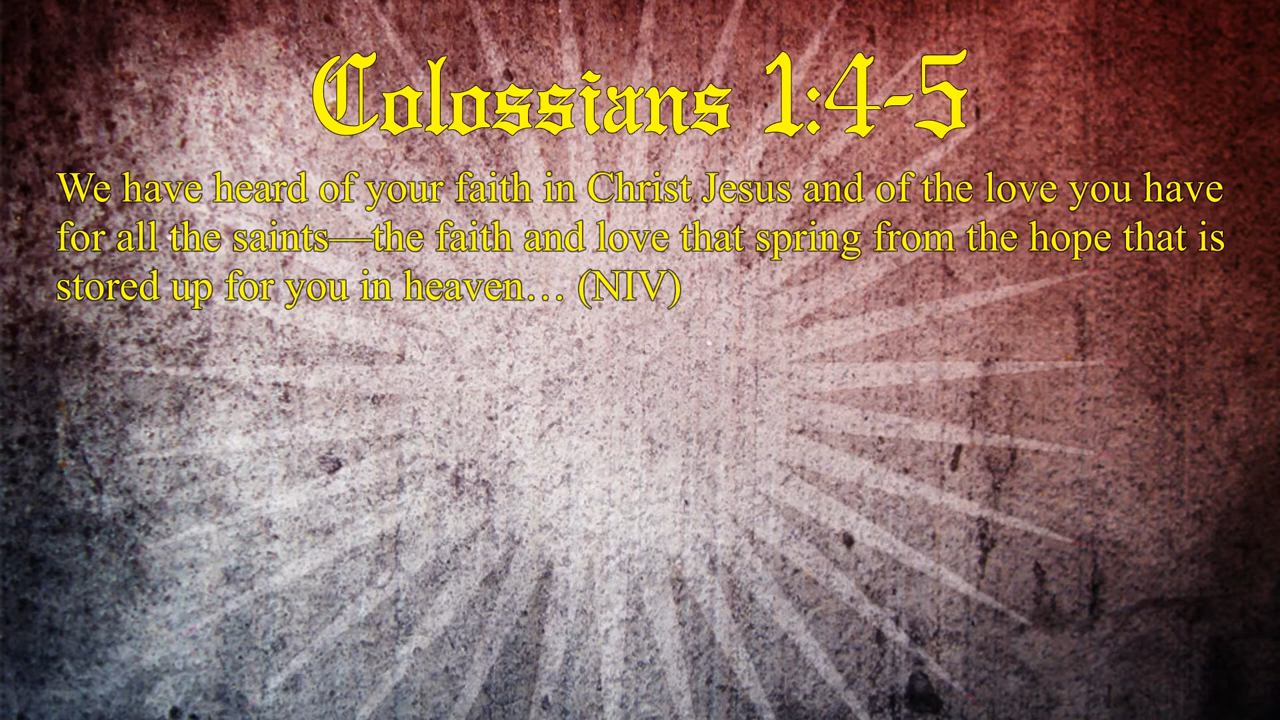 Colossians 1:4-5
We have heard of your faith in Christ Jesus and of the love you have
for all the saints—the faith and love that spring from the hope that is
stored up for you in heaven… (NIV)